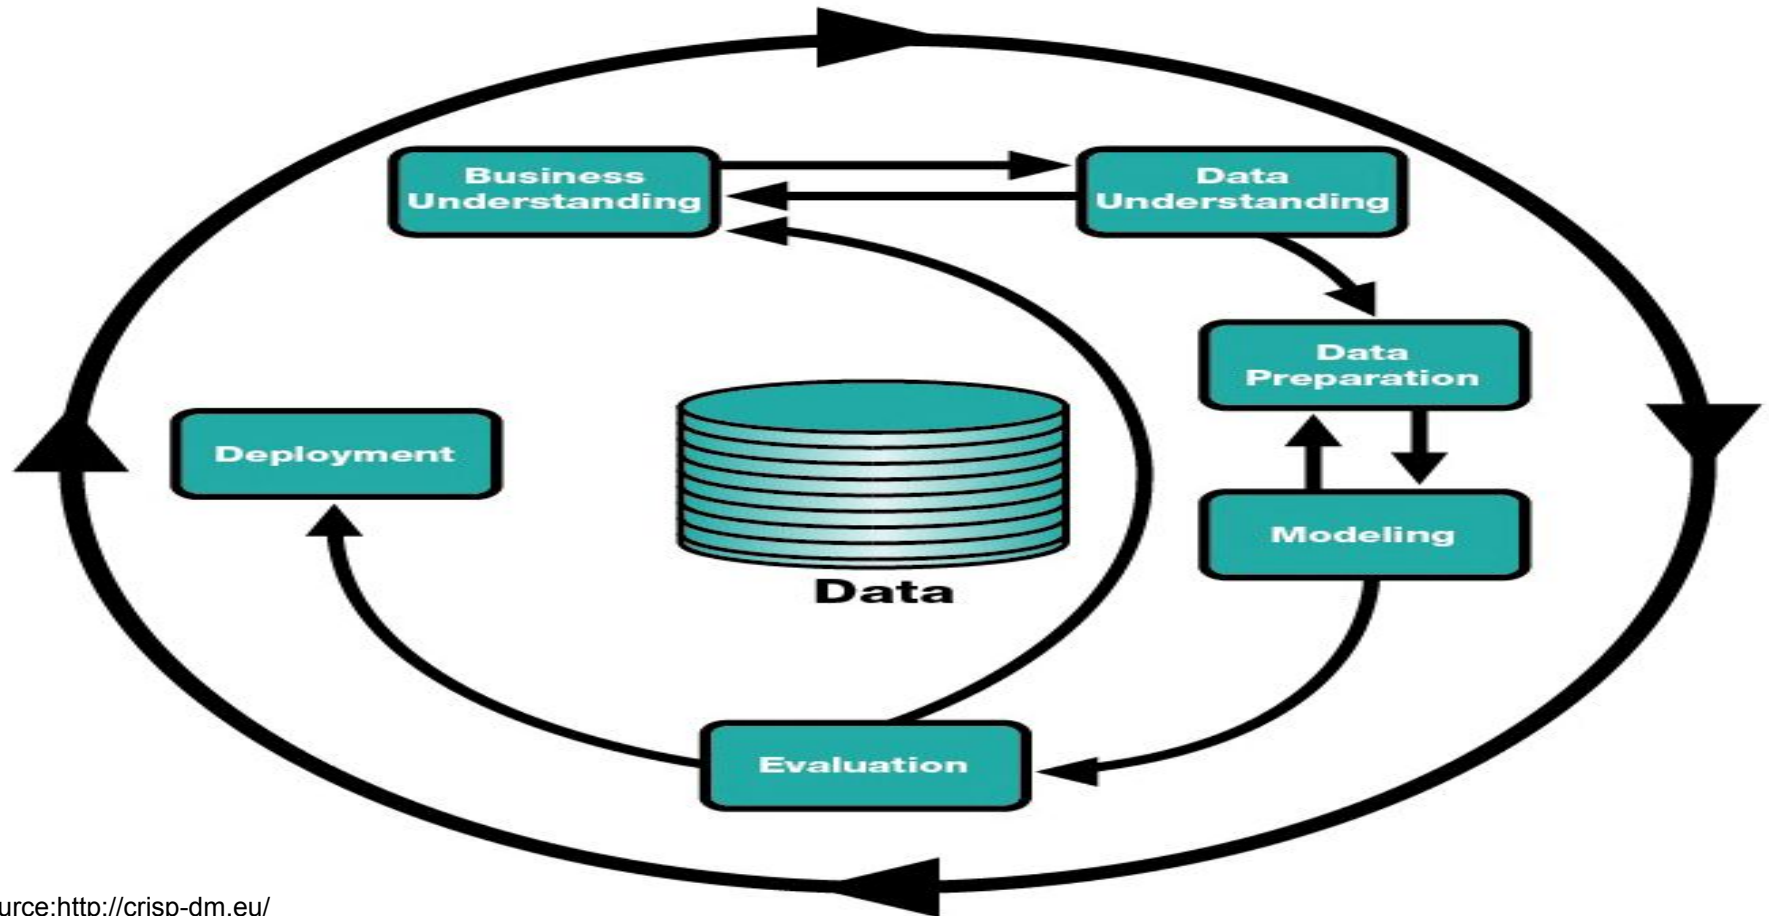 Business
Understanding
Data
Understanding
Data
Preparation
Deployment
Modeling
Data
Evaluation
urce:http://crisp-dm.eu/